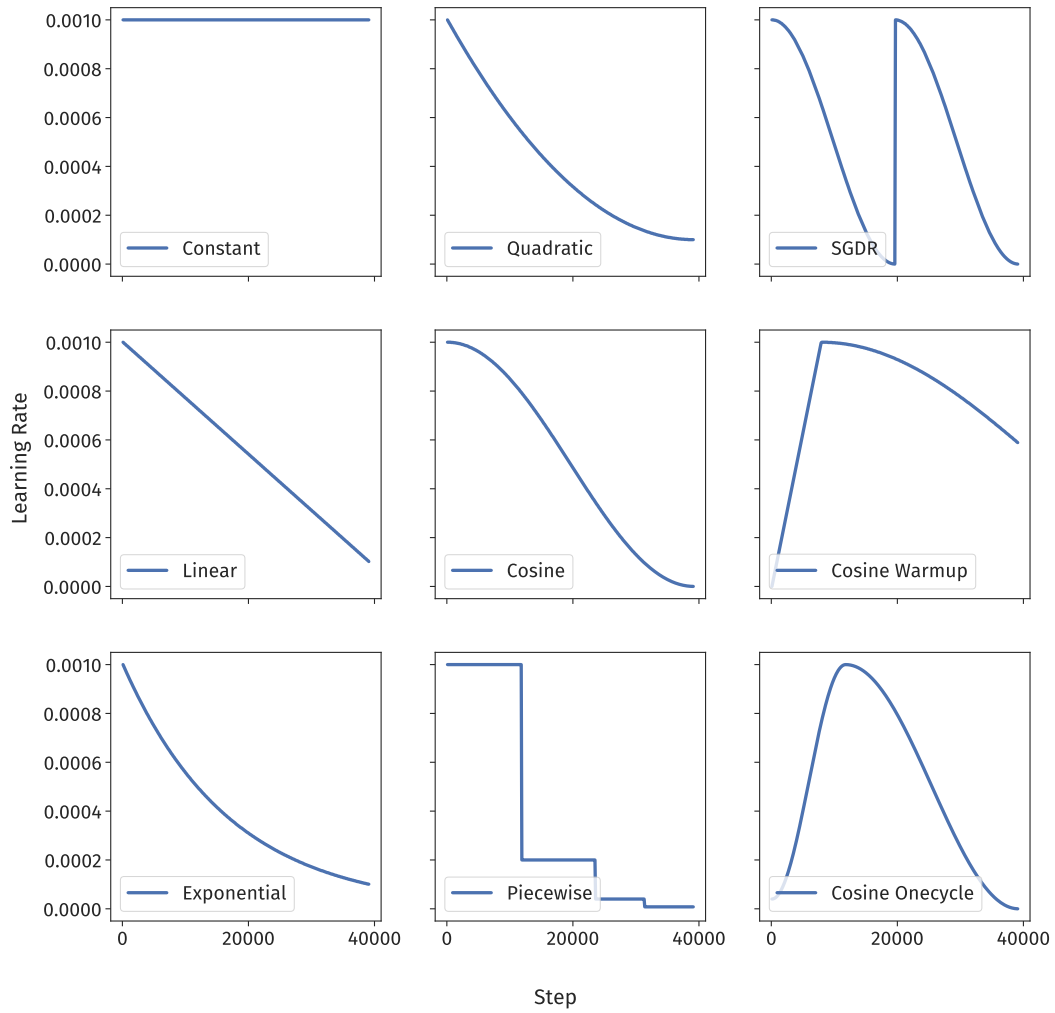 0.0010
0.0008
0.0006
0.0004
0.0002
0.0000
Constant
Quadratic
SGDR
Learning Rate
0.0010
0.0008
0.0006
0.0004
0.0002
0.0000
Linear
Cosine
Cosine Warmup
0.0010
0.0008
0.0006
0.0004
0.0002
0.0000
Exponential
Piecewise
Cosine Onecycle
0 20000 40000
0 20000 40000
0 20000 40000
Step